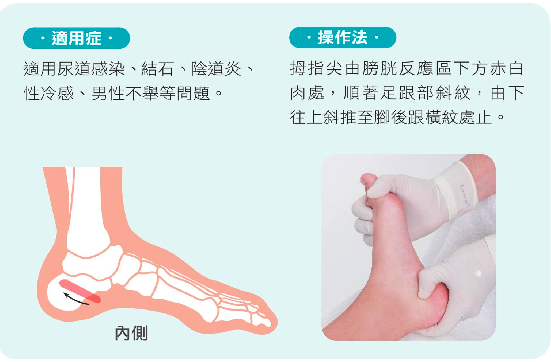 ·適用症·
適用尿道感染、結石、陰道炎、
性冷感、男性不舉等問題。
·操作法·
拇指尖由膀胱反應區下方赤白
肉處，順著足跟部斜紋，由下
往上斜推至腳後跟橫紋處止。
內側